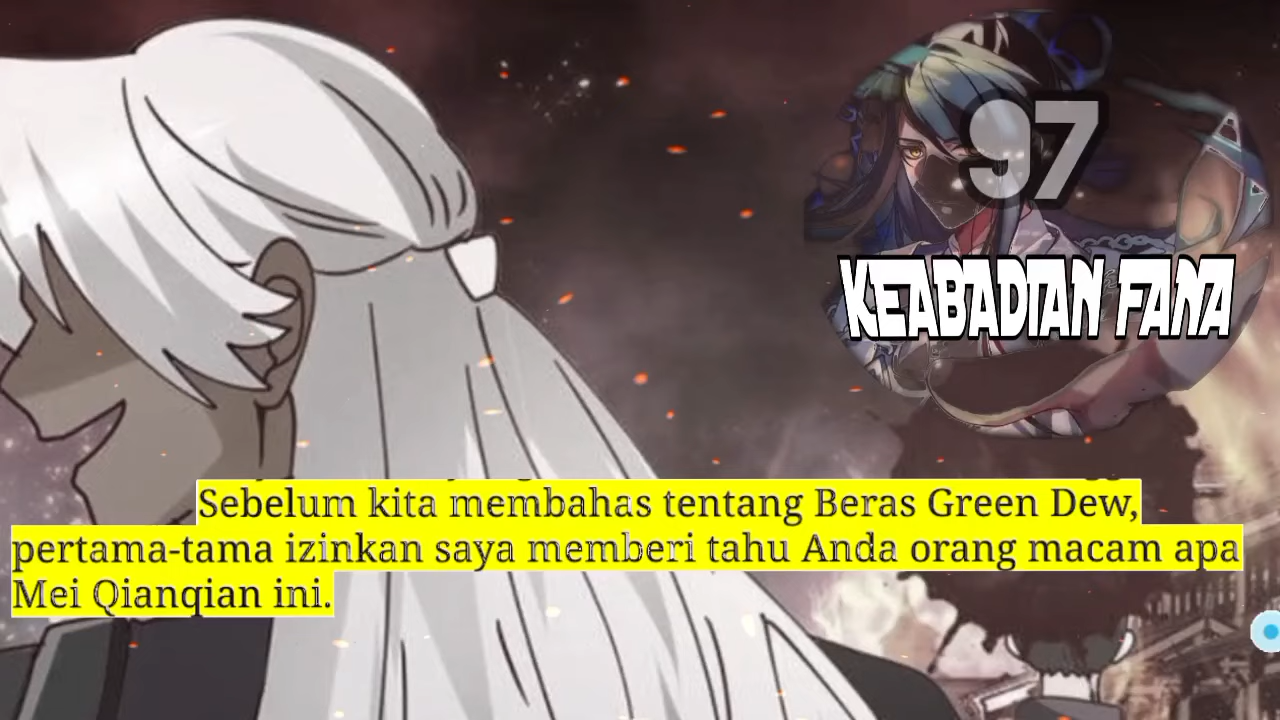 97
KEABADIAN FANA
Sebelum kita membahas tentang Beras Green Dew,
pertama-tama izinkan saya memberi tahu Anda orang macam apa
Mei Qianqian ini.